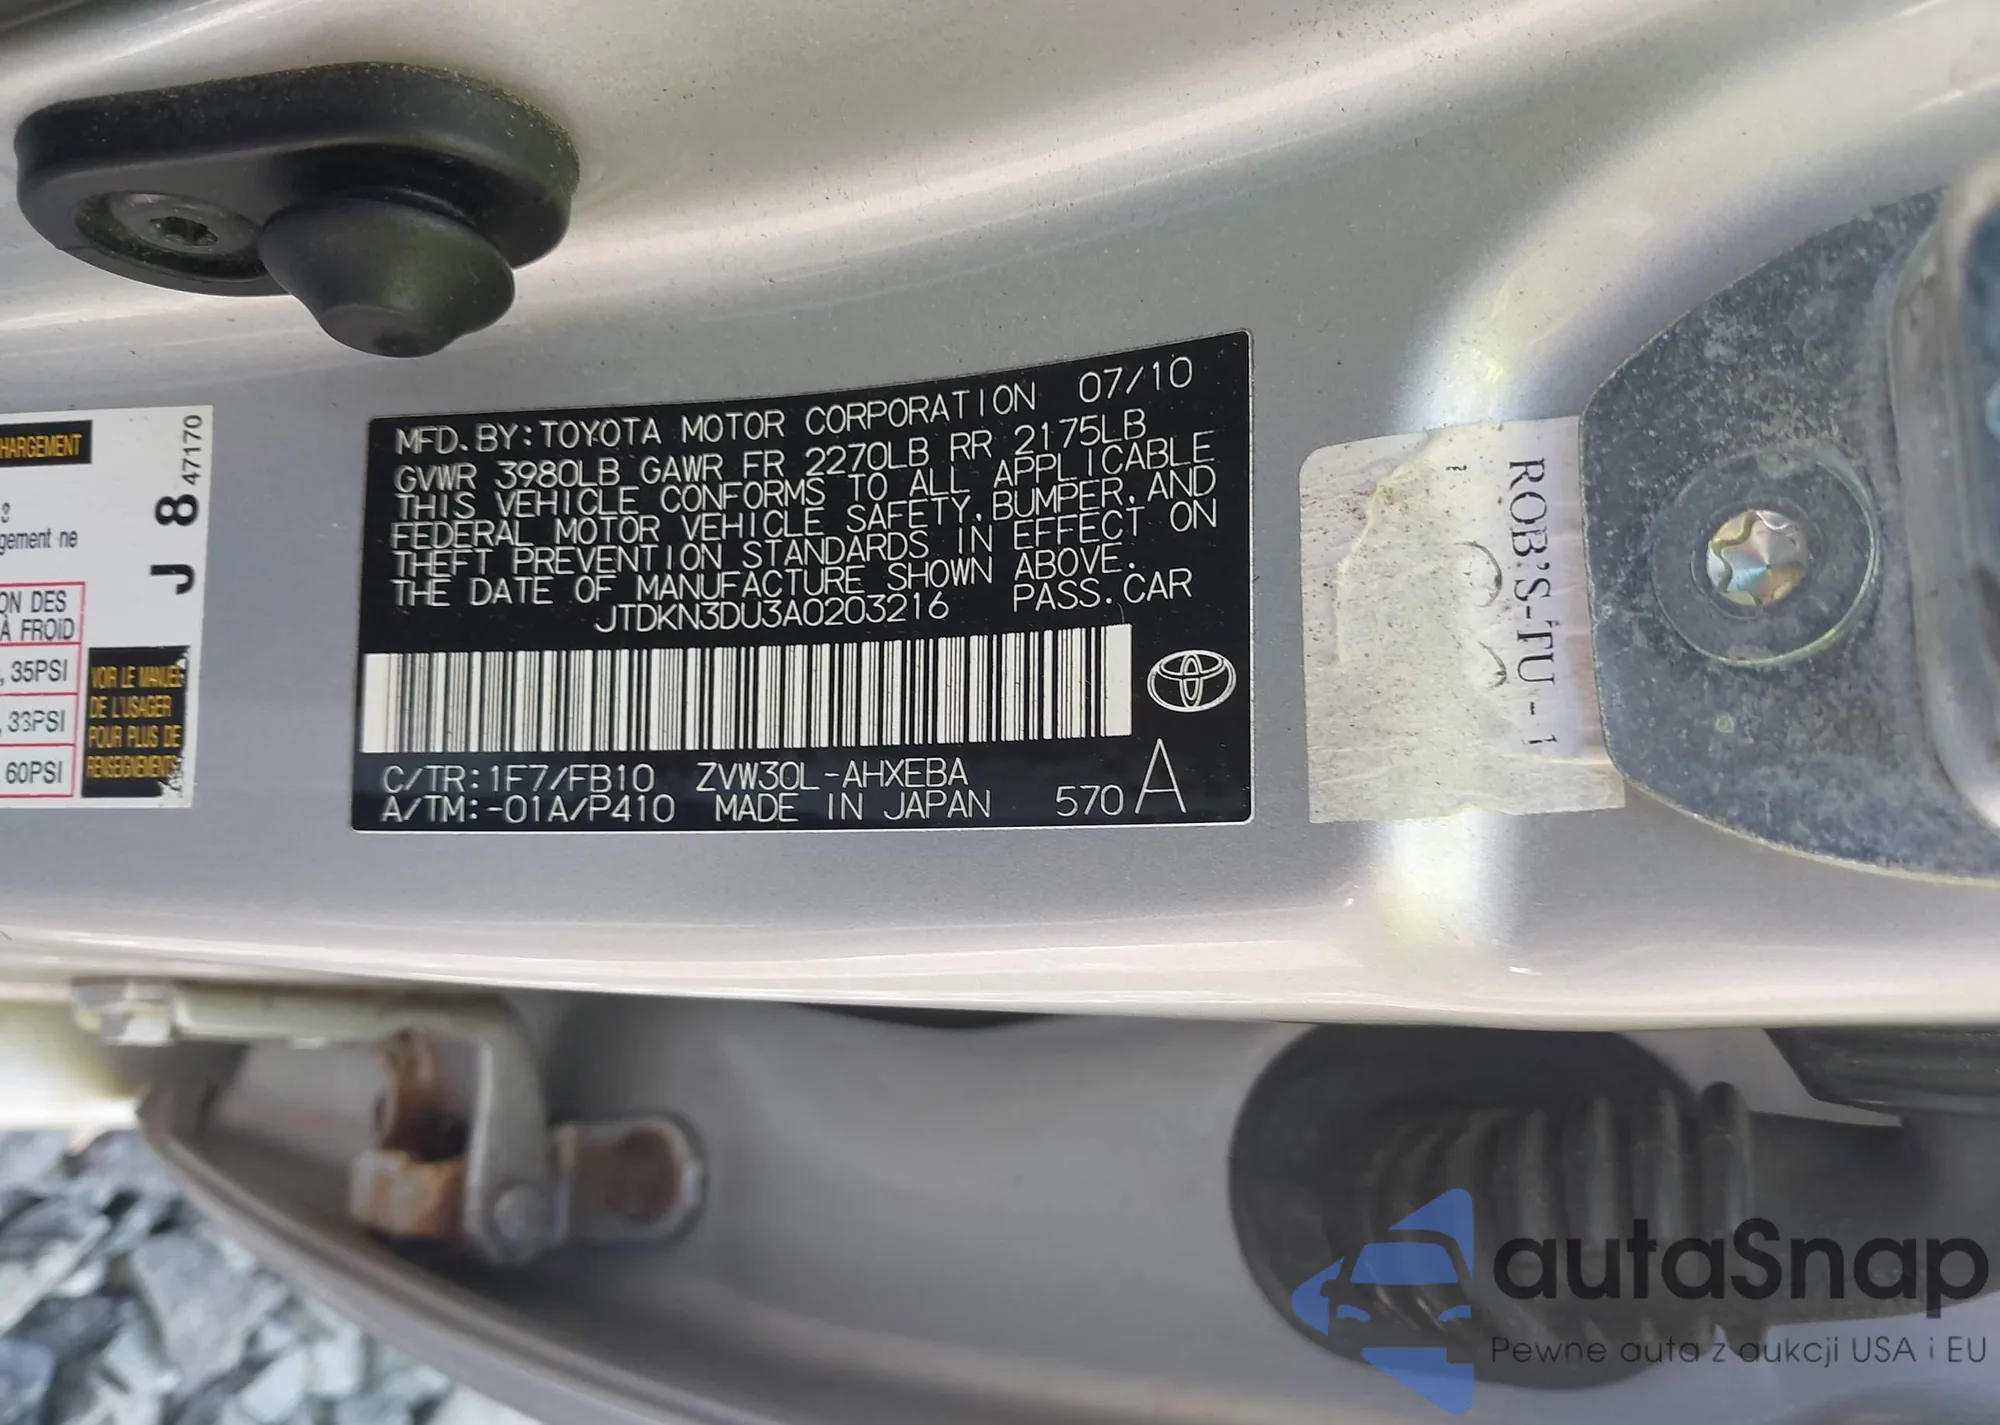 HARGEMENT
3
gement ne
ON DES
À FROID
, 35PSI
, 33PSI
60PSI
VOIR LE MANUEL
DE L'USAGER
POUR PLUS DE
RENSEIGNEMENTS
J 8 47170
MFD. BY: TOYOTA MOTOR CORPORATION 07/10
GVWR 3980LB GAWR FR 2270LB RR 2175LB
THIS VEHICLE CONFORMS TO ALL APPLICABLE
FEDERAL MOTOR VEHICLE SAFETY, BUMPER, AND
THEFT PREVENTION STANDARDS IN EFFECT ON
THE DATE OF MANUFACTURE SHOWN ABOVE.
JTDKN3DU3A0203216 PASS. CAR
C/TR: 1F7/FB10 ZVW30L-AHXEBA
A/TM: -01A/P410 MADE IN JAPAN 570 A
ROB'S-TU - 1
autaSnap
Pewne auta z aukcji USA i EU